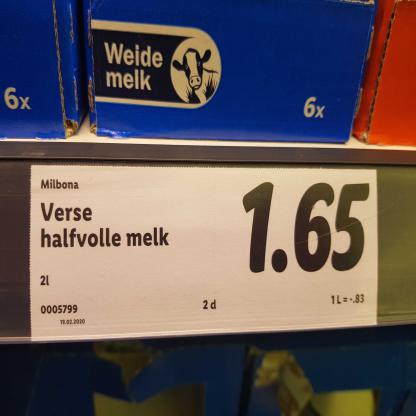 6x
Weide
melk
6x
Milbona
Verse
halfvolle melk
1.65
2l
0005799
2 d
1 L = -.83
19.02.2020